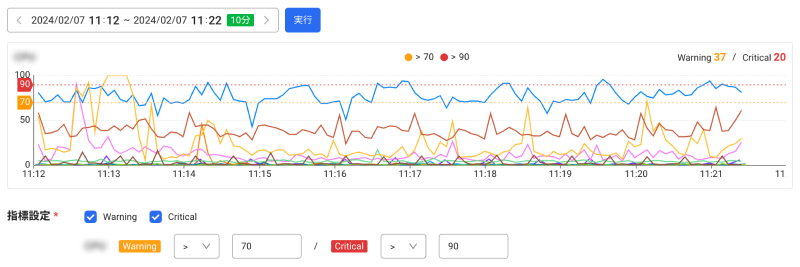 2024/02/07 11:12 ~ 2024/02/07 11:22 10分 実行
> 70 > 90 Warning 37 / Critical 20
100
90
70
50
0
11:12 11:13 11:14 11:15 11:16 11:17 11:18 11:19 11:20 11:21 11
指標設定 * Warning Critical
Warning > 70 / Critical > 90